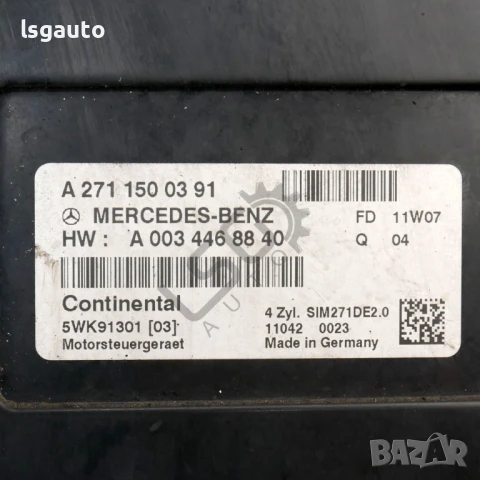 lsgauto
A 271 150 03 91
MERCEDES-BENZ
FD 11W07
HW : A 003 446 88 40
Q 04
Continental
5WK91301 [03]
Motorsteuergeraet
4 Zyl. SIM271DE2.0
11042 0023
Made in Germany
AUTO
BAZAR